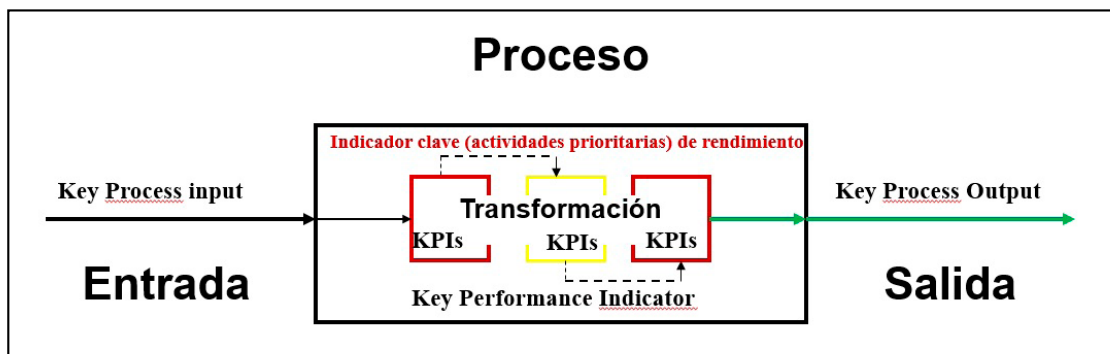 Proceso
Indicador clave (actividades prioritarias) de rendimiento
Key Process input
Key Process Output
Transformación
KPIs
KPIs
KPIs
Entrada
Key Performance Indicator
Salida